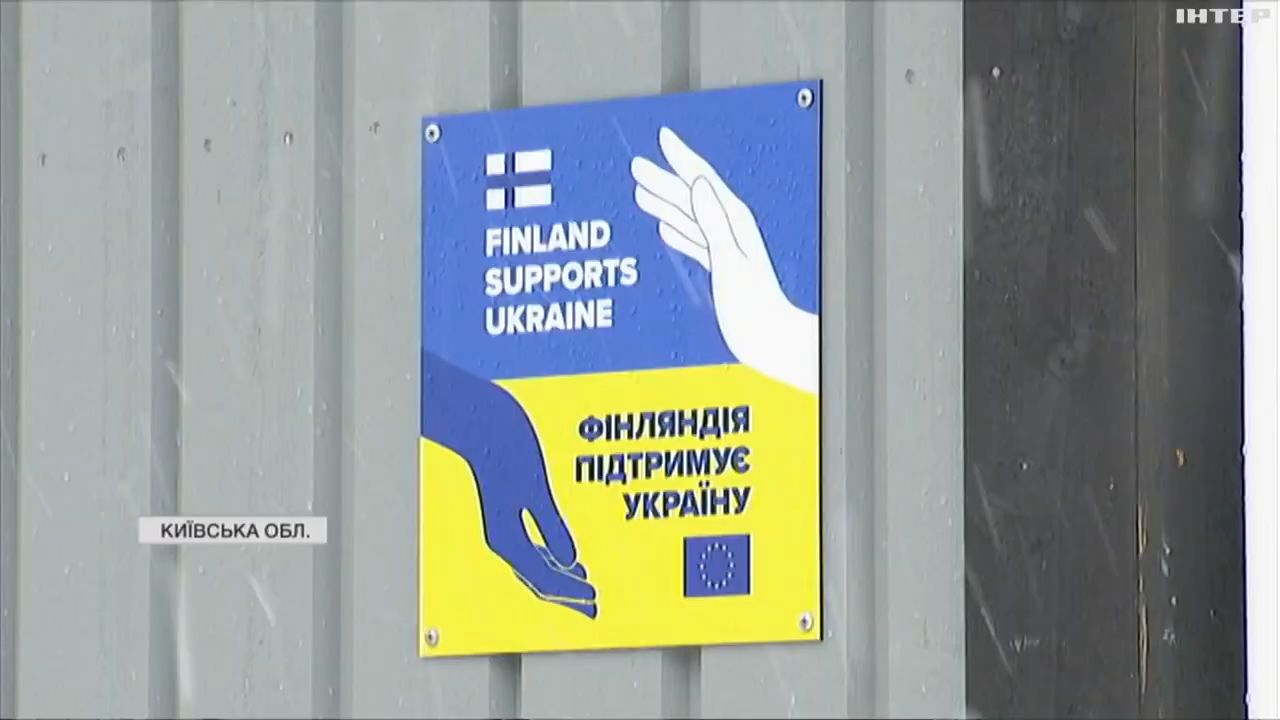 ІНТЕР
FINLAND
SUPPORTS
UKRAINE
ФІНЛЯНДІЯ
ПІДТРИМУЄ
УКРАЇНУ
КИЇВСЬКА ОБЛ.